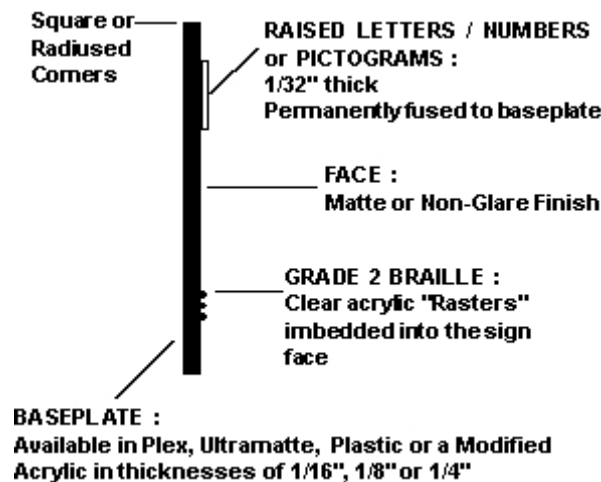 Square or
Radiused
Corners
RAISED LETTERS / NUMBERS
or PICTOGRAMS :
1/32" thick
Permanently fused to baseplate
FACE :
Matte or Non-Glare Finish
GRADE 2 BRAILLE :
Clear acrylic "Rasters"
imbedded into the sign
face
BASEPLATE :
Available in Plex, Ultramatte, Plastic or a Modified
Acrylic in thicknesses of 1/16", 1/8" or 1/4"